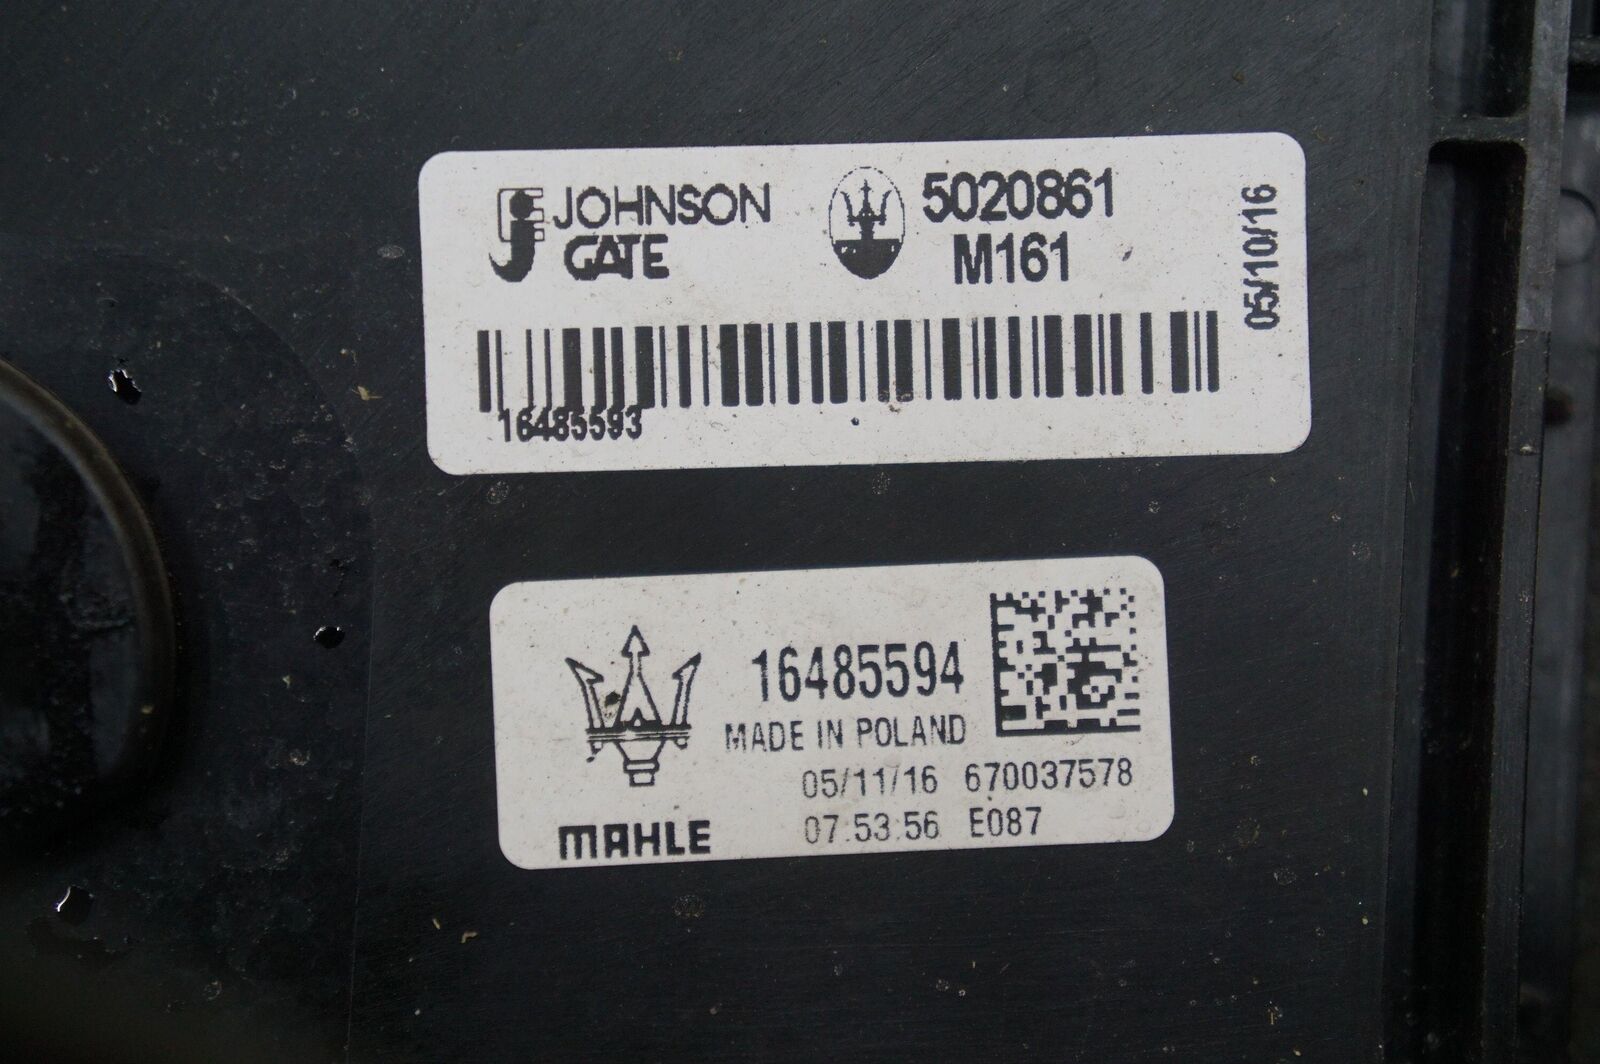 JOHNSON
GATE
5020861
M161
05/10/16
16485593
16485594
MADE IN POLAND
05/11/16 670037578
07:53:56 E087
MAHLE